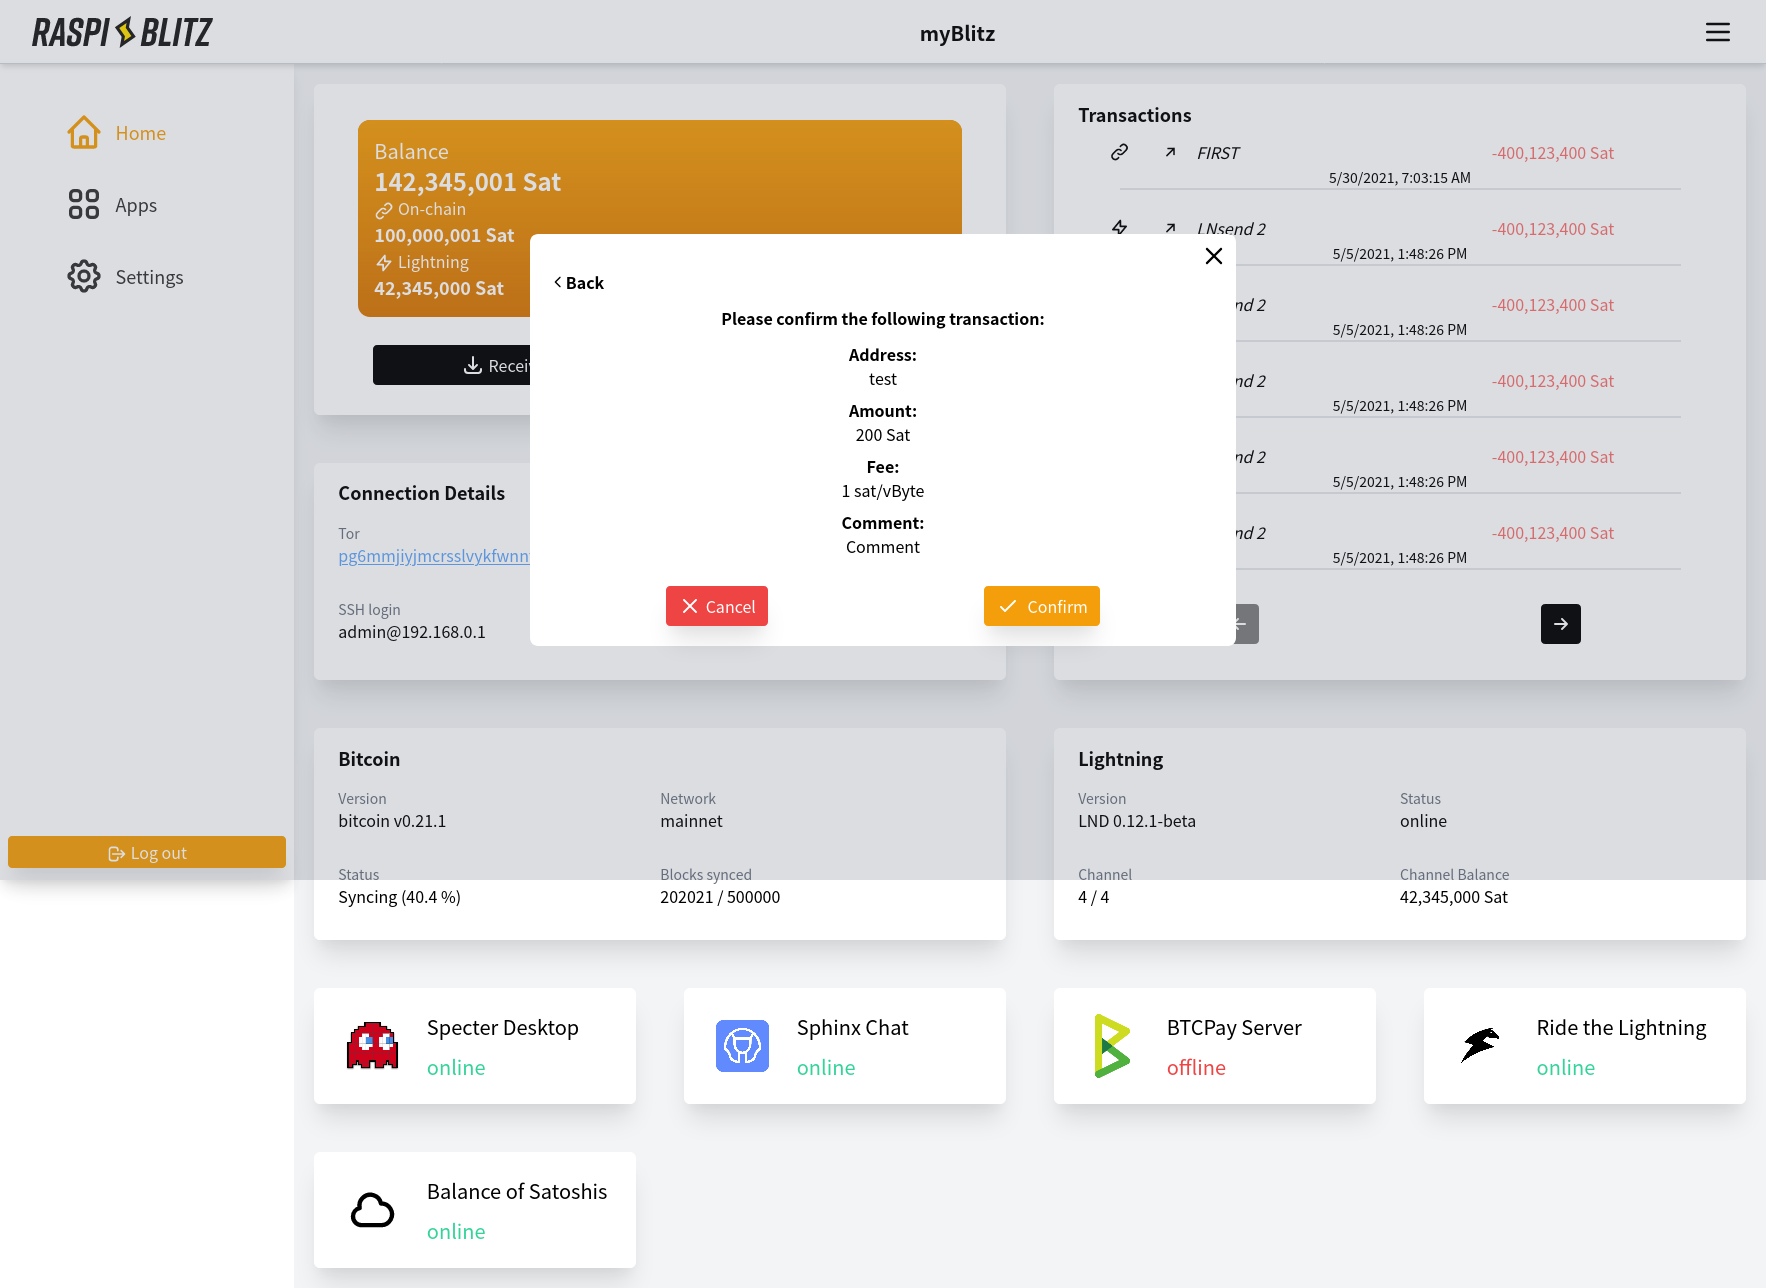 RASPI BLITZ
myBlitz
Home
Apps
Settings
Log out
Balance
142,345,001 Sat
On-chain
100,000,001 Sat
Lightning
42,345,000 Sat
Connection Details
Tor
pg6mmjiyjmcrsslvykfwnn
SSH login
admin@192.168.0.1
Back
Please confirm the following transaction:
Address:
test
Amount:
200 Sat
Fee:
1 sat/vByte
Comment:
Comment
Cancel
Confirm
Transactions
FIRST -400,123,400 Sat
5/30/2021, 7:03:15 AM
LNsend 2 -400,123,400 Sat
5/5/2021, 1:48:26 PM
nd 2 -400,123,400 Sat
5/5/2021, 1:48:26 PM
nd 2 -400,123,400 Sat
5/5/2021, 1:48:26 PM
nd 2 -400,123,400 Sat
5/5/2021, 1:48:26 PM
nd 2 -400,123,400 Sat
5/5/2021, 1:48:26 PM
Bitcoin
Version Network
bitcoin v0.21.1 mainnet
Status Blocks synced
Syncing (40.4 %) 202021 / 500000
Lightning
Version Status
LND 0.12.1-beta online
Channel Channel Balance
4 / 4 42,345,000 Sat
Specter Desktop
online
Sphinx Chat
online
BTCPay Server
offline
Ride the Lightning
online
Balance of Satoshis
online